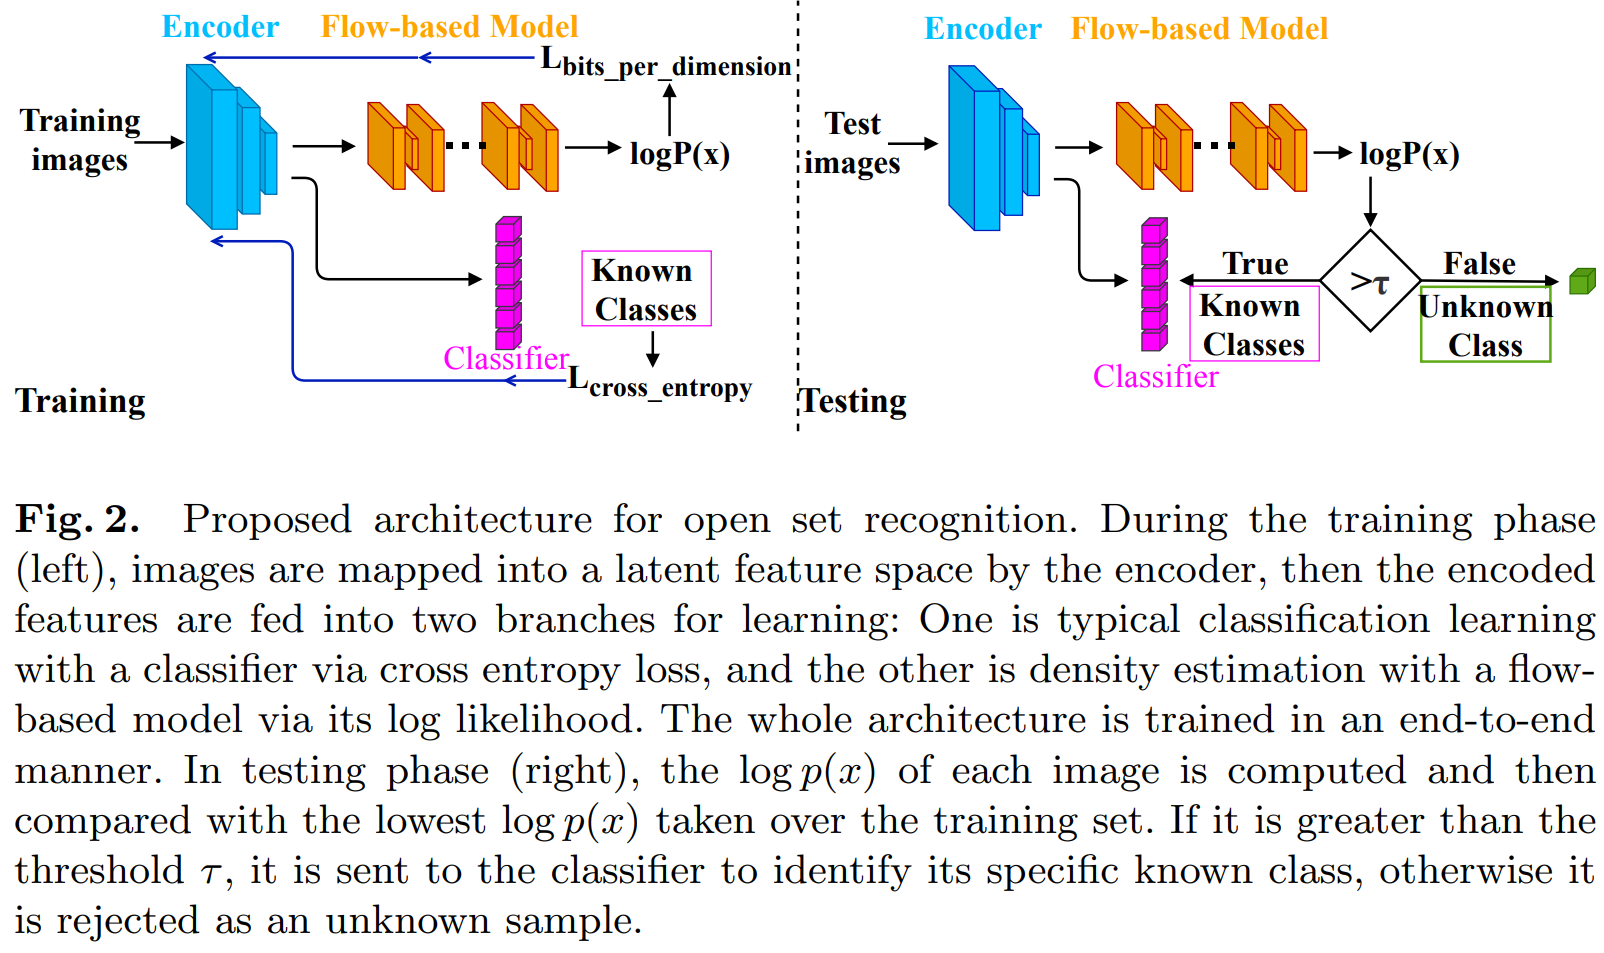 Encoder
Flow-based Model
L_bits_per_dimension
Training
images
logP(x)
Known
Classes
Classifier
L_cross_entropy
Training
Encoder
Flow-based Model
Test
images
logP(x)
>τ
True
False
Known
Classes
Unknown
Class
Classifier
Testing
Fig. 2. Proposed architecture for open set recognition. During the training phase
(left), images are mapped into a latent feature space by the encoder, then the encoded
features are fed into two branches for learning: One is typical classification learning
with a classifier via cross entropy loss, and the other is density estimation with a flow-
based model via its log likelihood. The whole architecture is trained in an end-to-end
manner. In testing phase (right), the log p(x) of each image is computed and then
compared with the lowest log p(x) taken over the training set. If it is greater than the
threshold τ, it is sent to the classifier to identify its specific known class, otherwise it
is rejected as an unknown sample.